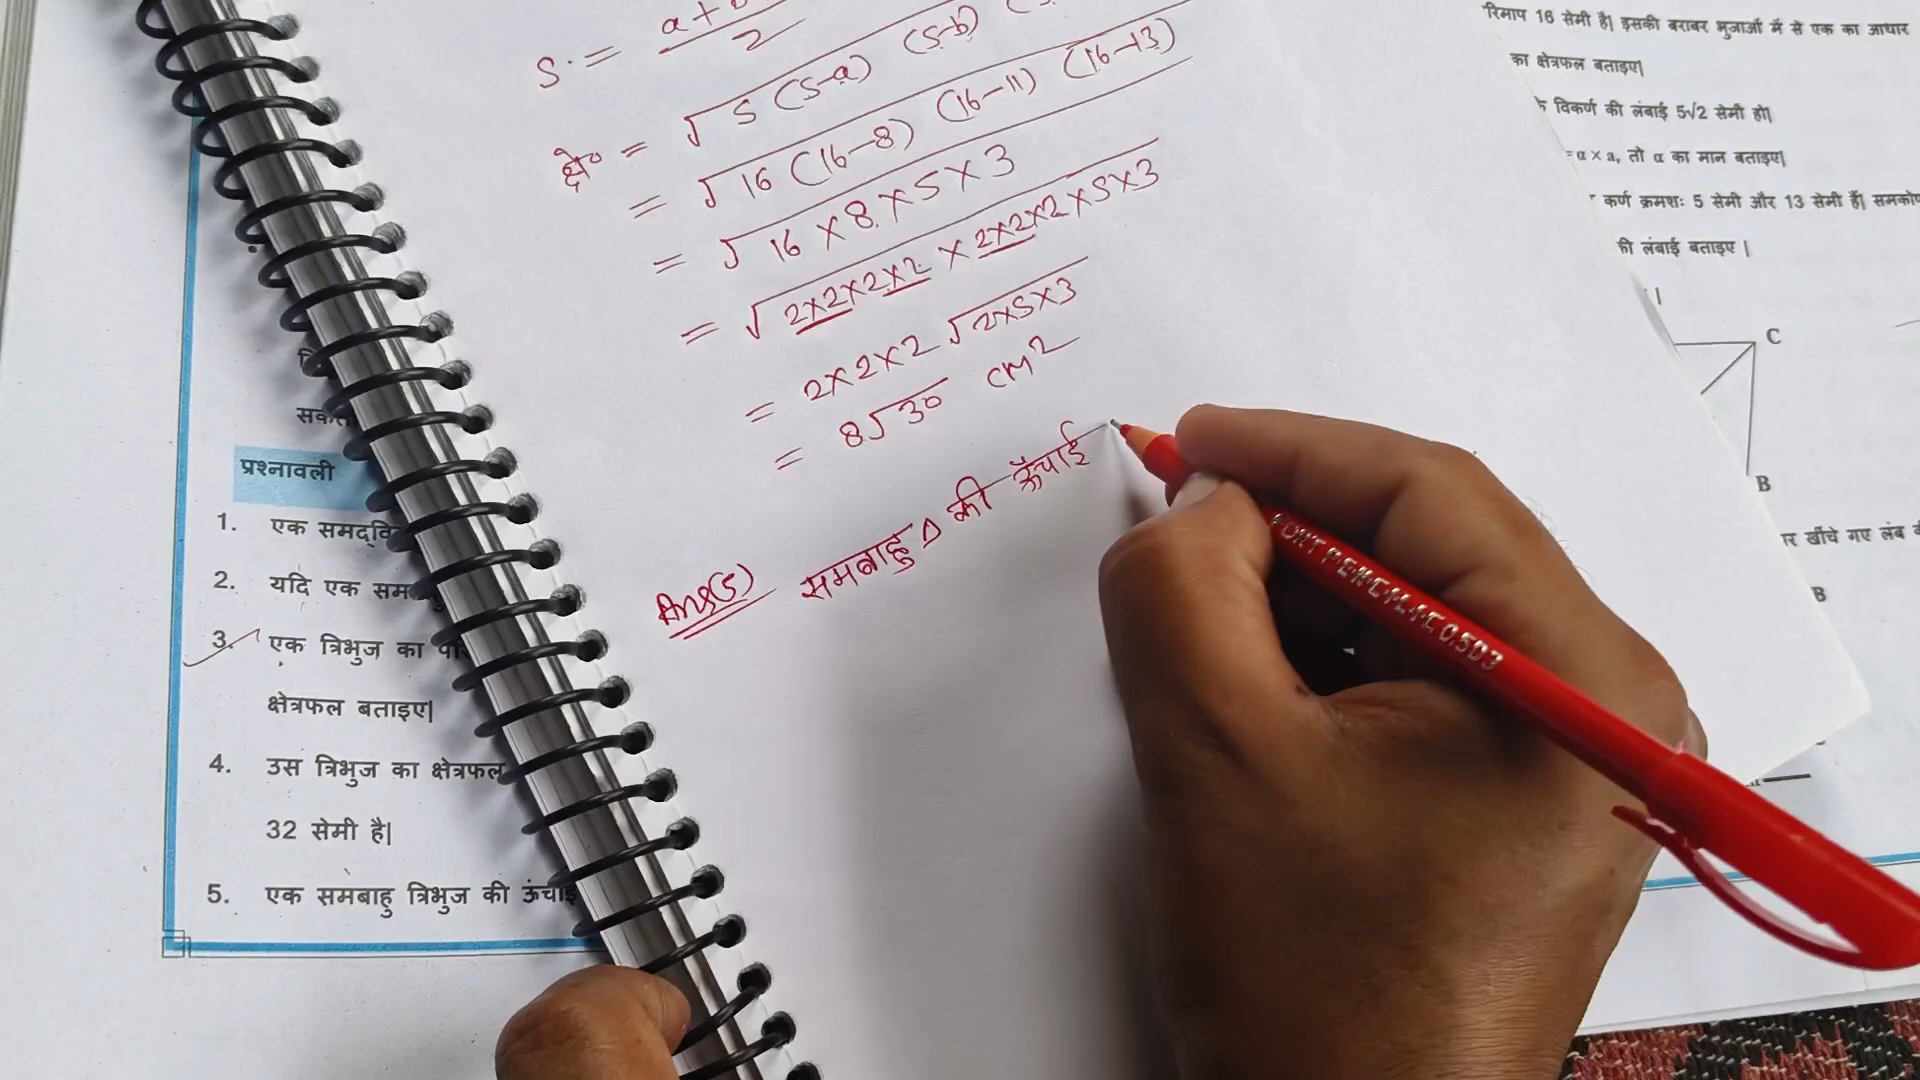 S. = a + b
2
क्षे० = √ S (S-a) (S-b)
= √ 16 (16-8) (16-11) (16-13)
= √ 16 × 8 × 5 × 3
= √ 2×2×2×2 × 2×2×2×5×3
= 2×2×2 √2×5×3
= 8√30 cm²
Ans(5) समबाहु Δ की ऊँचाई
प्रश्नावली
1. एक समद्वि
2. यदि एक सम
3. एक त्रिभुज का
क्षेत्रफल बताइए|
4. उस त्रिभुज का क्षेत्रफल
32 सेमी है|
5. एक समबाहु त्रिभुज की ऊंचाई
रिमाप 16 सेमी है| इसकी बराबर भुजाओं में से एक का आधार
का क्षेत्रफल बताइए|
विकर्ण की लंबाई 5√2 सेमी हो|
= a × a, तो a का मान बताइए|
कर्ण क्रमशः 5 सेमी और 13 सेमी हैं| समकोण
की लंबाई बताइए |
C
B
र खींचे गए लंब
B
PENCIL LC 0.5D3